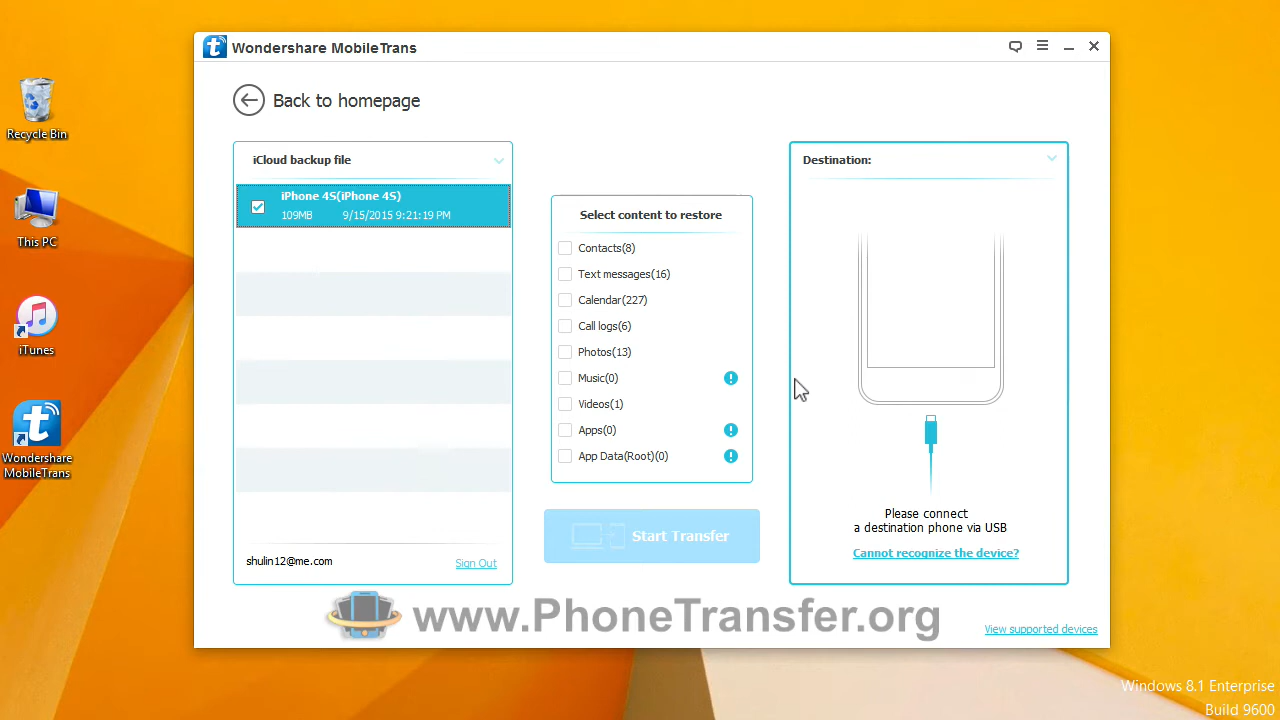 Wondershare MobileTrans
Back to homepage
Recycle Bin
This PC
iTunes
Wondershare
MobileTrans
iCloud backup file
iPhone 4S(iPhone 4S)
109MB 9/15/2015 9:21:19 PM
shulin12@me.com Sign Out
Select content to restore
Contacts(8)
Text messages(16)
Calendar(227)
Call logs(6)
Photos(13)
Music(0)
Videos(1)
Apps(0)
App Data(Root)(0)
Start Transfer
Destination:
Please connect
a destination phone via USB
Cannot recognize the device?
www.PhoneTransfer.org
View supported devices
Windows 8.1 Enterprise
Build 9600